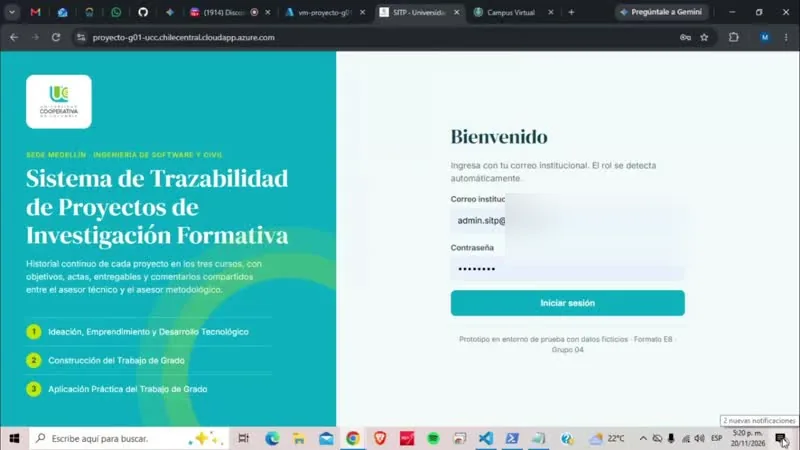 (1914) Disco
vm-proyecto-g01
SITP - Universida
Campus Virtual
Pregúntale a Gemini
proyecto-g01-ucc.chilecentral.cloudapp.azure.com
M
UNIVERSIDAD
COOPERATIVA
DE COLOMBIA
SEDE MEDELLÍN · INGENIERÍA DE SOFTWARE Y CIVIL
Sistema de Trazabilidad
de Proyectos de
Investigación Formativa
Historial continuo de cada proyecto en los tres cursos, con
objetivos, actas, entregables y comentarios compartidos
entre el asesor técnico y el asesor metodológico.
1 Ideación, Emprendimiento y Desarrollo Tecnológico
2 Construcción del Trabajo de Grado
3 Aplicación Práctica del Trabajo de Grado
Bienvenido
Ingresa con tu correo institucional. El rol se detecta
automáticamente.
Correo instituc
admin.sitp@
Contraseña
••••••••
Iniciar sesión
Prototipo en entorno de prueba con datos ficticios · Formato E8 ·
Grupo 04
2 nuevas notificaciones
Escribe aquí para buscar.
22°C
ESP
5:20 p. m.
20/11/2026